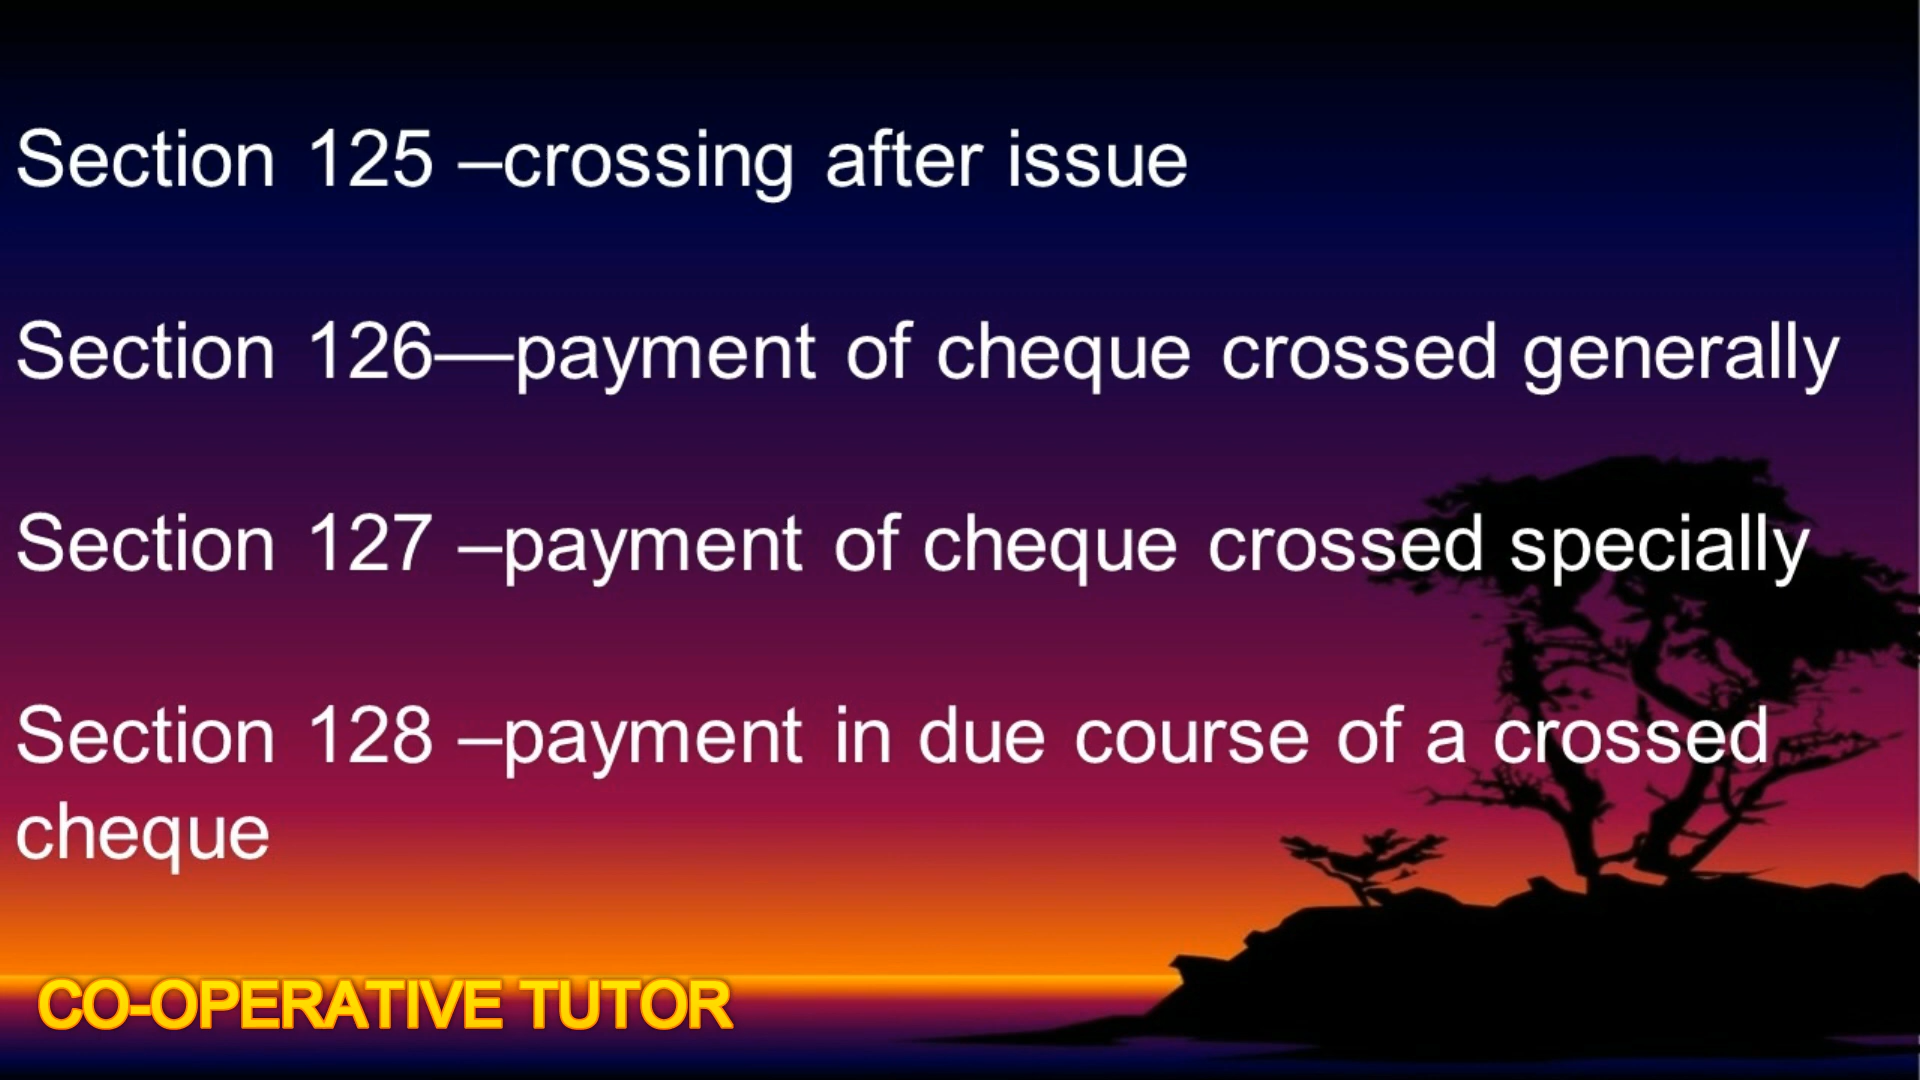 Section 125 –crossing after issue
Section 126—payment of cheque crossed generally
Section 127 –payment of cheque crossed specially
Section 128 –payment in due course of a crossed
cheque
CO-OPERATIVE TUTOR